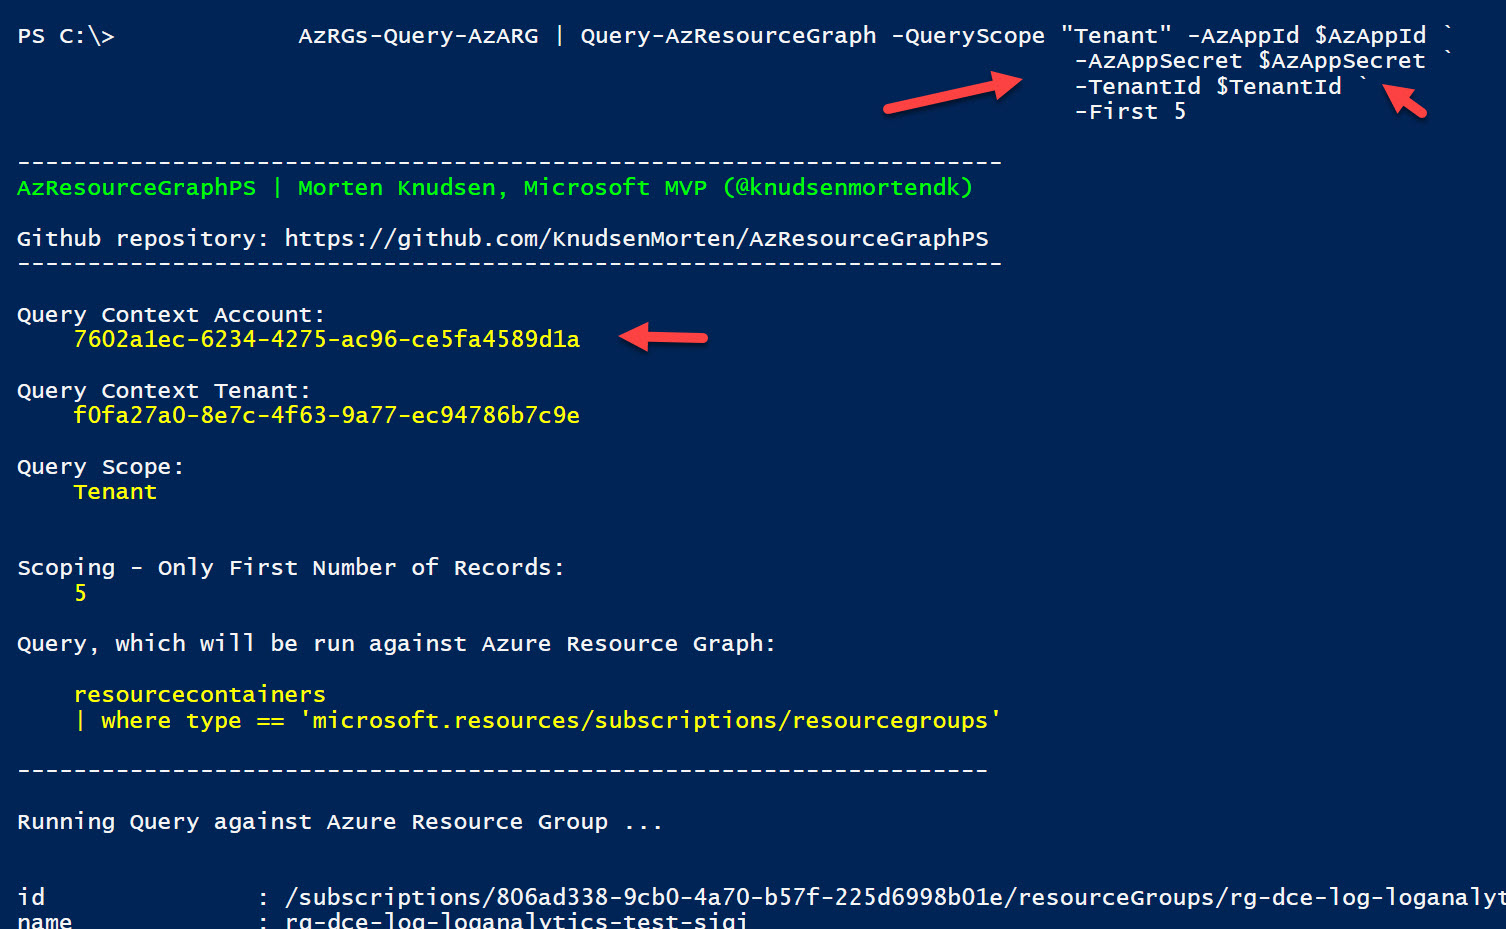 PS C:\> AzRGs-Query-AzARG | Query-AzResourceGraph -QueryScope "Tenant" -AzAppId $AzAppId `
-AzAppSecret $AzAppSecret `
-TenantId $TenantId `
-First 5
----------------------------------------------------------------------
AzResourceGraphPS | Morten Knudsen, Microsoft MVP (@knudsenmortendk)
Github repository: https://github.com/KnudsenMorten/AzResourceGraphPS
----------------------------------------------------------------------
Query Context Account:
7602a1ec-6234-4275-ac96-ce5fa4589d1a
Query Context Tenant:
f0fa27a0-8e7c-4f63-9a77-ec94786b7c9e
Query Scope:
Tenant
Scoping - Only First Number of Records:
5
Query, which will be run against Azure Resource Graph:
resourcecontainers
| where type == 'microsoft.resources/subscriptions/resourcegroups'
---------------------------------------------------------------------
Running Query against Azure Resource Group ...
id : /subscriptions/806ad338-9cb0-4a70-b57f-225d6998b01e/resourceGroups/rg-dce-log-loganalyt
name : rg-dce-log-loganalytics-test-sigi